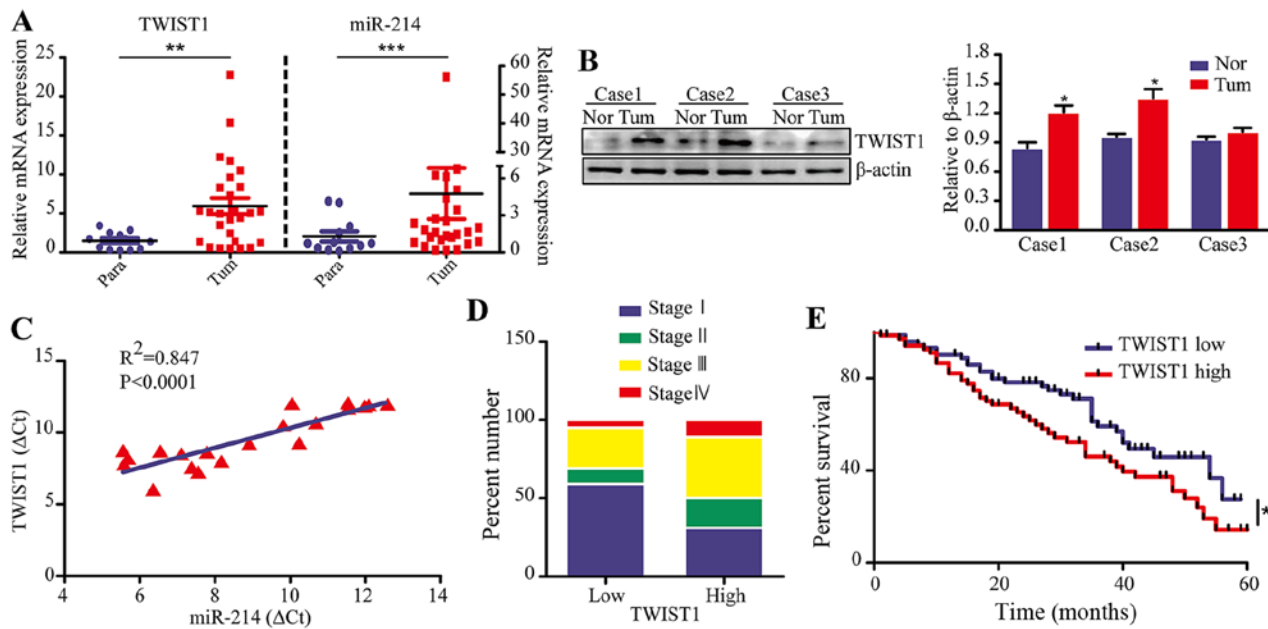 A
TWIST1
miR-214
**
***
Relative mRNA expression
25
20
15
10
5
0
60
50
40
30
6
3
0
Relative mRNA expression
Para
Tum
Para
Tum
B
Case1 Case2 Case3
Nor Tum Nor Tum Nor Tum
TWIST1
β-actin
Relative to β-actin
1.8
1.5
1.2
0.9
0.6
0.3
0.0
Nor
Tum
*
*
Case1 Case2 Case3
C
R²=0.847
P<0.0001
TWIST1 (ΔCt)
15
10
5
0
4 6 8 10 12 14
miR-214 (ΔCt)
D
Stage Ⅰ
Stage Ⅱ
Stage Ⅲ
Stage Ⅳ
Percent number
150
100
50
0
Low High
TWIST1
E
TWIST1 low
TWIST1 high
Percent survival
80
40
0
*
0 20 40 60
Time (months)